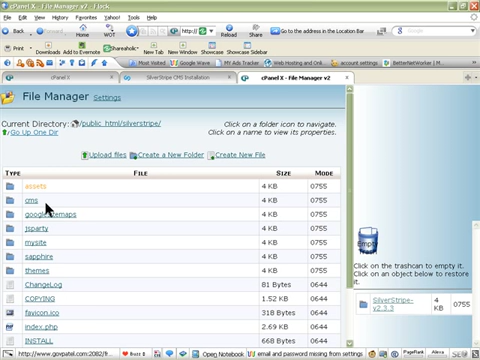 cPanel X - File Manager v2 - Flock
File Edit View History Favorites Yahoo! Tools Help
Print WOT History Reload Share Go to the address in the Location Bar Google
Downloads Add to Evernote Shareaholic New Window Showcase Showcase Sidebar
Most Visited Google Wave MY Ads Tracker Web Hosting and Onli account settings BetterNetWorker | M
cPanel X SilverStripe CMS Installation cPanel X - File Manager v2
File Manager Settings
Current Directory: /public_html/silverstripe/
Go Up One Dir
Click on a folder icon to navigate.
Click on a name to view its properties.
Upload files Create a New Folder Create New File
TYPE FILE SIZE MODE
assets 4 KB 0755
cms 4 KB 0755
googlesitemaps 4 KB 0755
jsparty 4 KB 0755
mysite 4 KB 0755
sapphire 4 KB 0755
themes 4 KB 0755
ChangeLog 81 Bytes 0644
COPYING 1.52 KB 0644
favicon.ico 318 Bytes 0644
index.php 2.69 KB 0644
INSTALL 668 Bytes 0644
Empty
Trash
Click on the trashcan to empty it.
Click on an object below to restore
it.
SilverStripe-
v2.3.3
4
KB
0755
http://www.govpatel.com:2082/fr Open Notebook email and password missing from settings PageRank Alexa